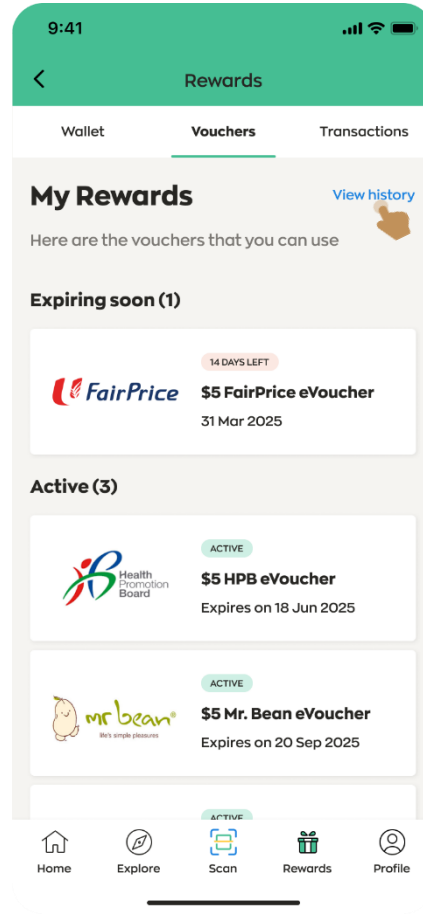 9:41
Rewards
Wallet Vouchers Transactions
My Rewards View history
Here are the vouchers that you can use
Expiring soon (1)
14 DAYS LEFT
FairPrice $5 FairPrice eVoucher
31 Mar 2025
Active (3)
ACTIVE
Health
Promotion
Board
$5 HPB eVoucher
Expires on 18 Jun 2025
ACTIVE
mr bean
life's simple pleasures
$5 Mr. Bean eVoucher
Expires on 20 Sep 2025
ACTIVE
Home Explore Scan Rewards Profile